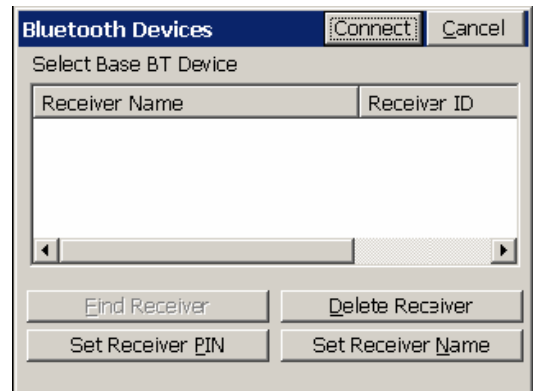 Bluetooth Devices Connect Cancel
Select Base BT Device
Receiver Name Receiver ID
Find Receiver Delete Receiver
Set Receiver PIN Set Receiver Name